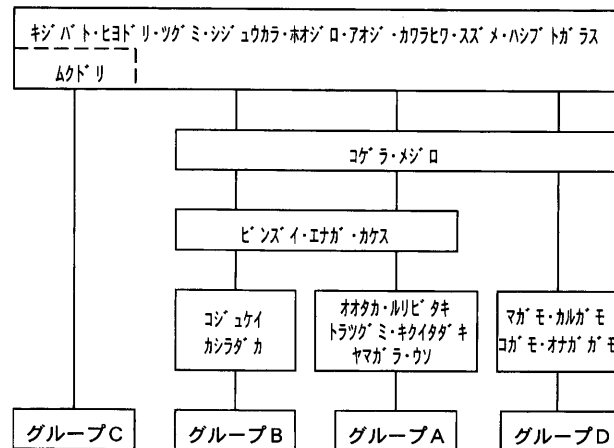 キジバト・ヒヨドリ・ツグミ・シジュウカラ・ホオジロ・アオジ・カワラヒワ・スズメ・ハシブトガラス
ムクドリ
コゲラ・メジロ
ビンズイ・エナガ・カケス
コジュケイ
カシラダカ
オオタカ・ルリビタキ
トラツグミ・キクイタダキ
ヤマガラ・ウソ
マガモ・カルガモ
コガモ・オナガガモ
グループC
グループB
グループA
グループD